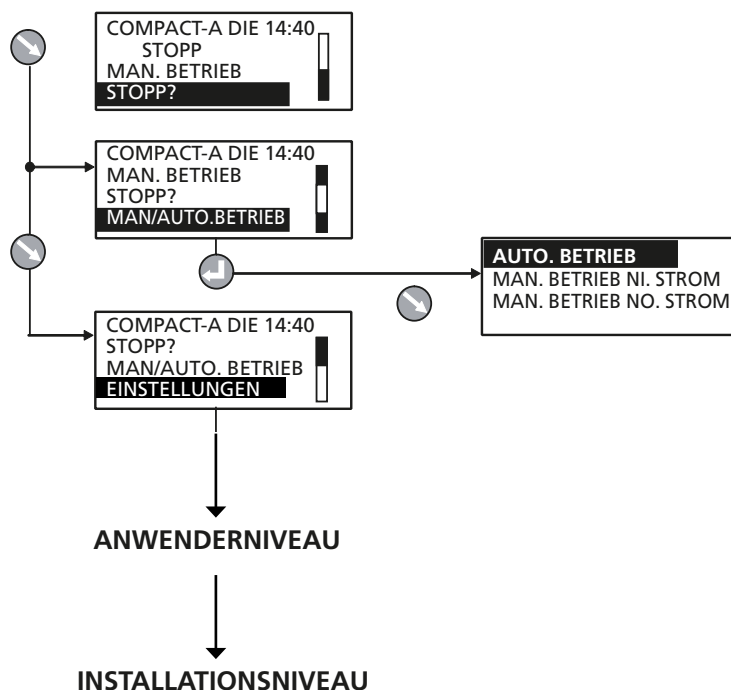 COMPACT-A DIE 14:40
STOPP
MAN. BETRIEB
STOPP?
COMPACT-A DIE 14:40
MAN. BETRIEB
STOPP?
MAN/AUTO.BETRIEB
AUTO. BETRIEB
MAN. BETRIEB NI. STROM
MAN. BETRIEB NO. STROM
COMPACT-A DIE 14:40
STOPP?
MAN/AUTO. BETRIEB
EINSTELLUNGEN
ANWENDERNIVEAU
INSTALLATIONSNIVEAU